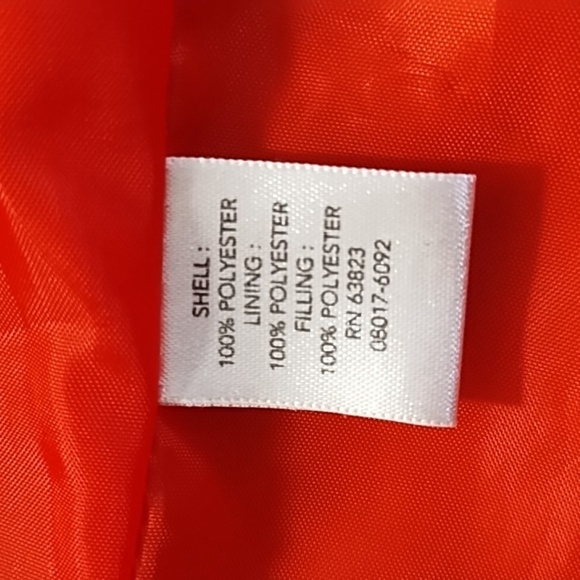 SHELL :
100% POLYESTER
LINING :
100% POLYESTER
FILLING :
100% POLYESTER
RN 63823
08017-6092